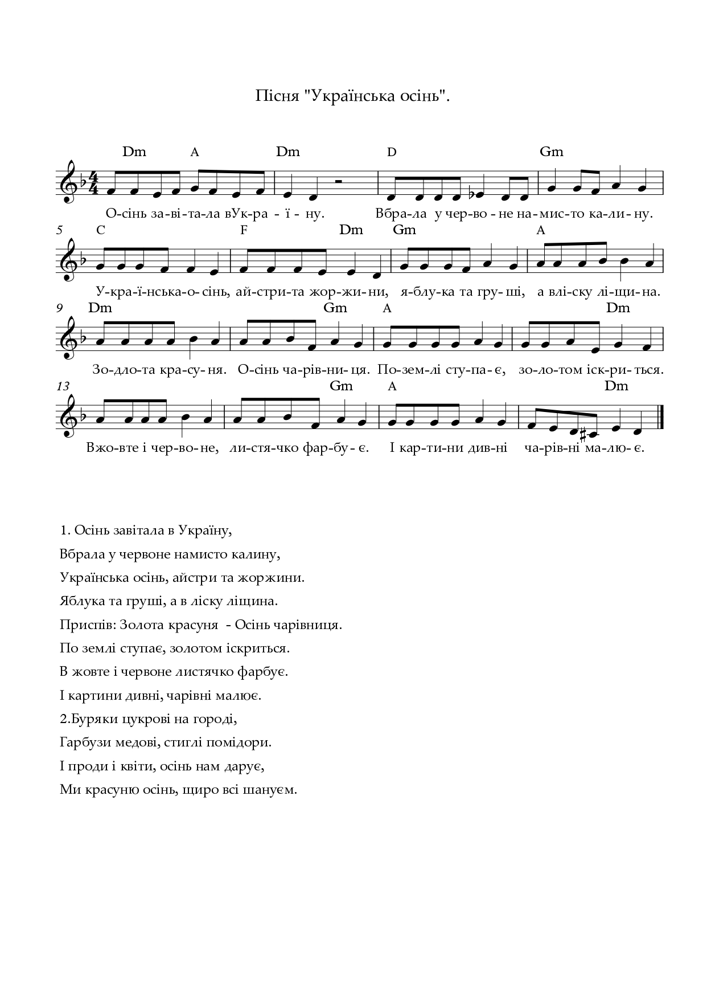 Пісня "Українська осінь".
Dm A Dm D Gm
4
4
О-сінь за-ві-та-ла вУк-ра - ї - ну. Вбра-ла у чер-во - не на-мис-то ка-ли-ну.
5 C F Dm Gm A
У-кра-ї-нська-о-сінь, ай-стри-та жор-жи-ни, я-блу-ка та гру-ші, а влі-ску лі-щи-на.
9 Dm Gm A Dm
Зо-дло-та кра-су-ня. О-сінь ча-рів-ни-ця. По-зем-лі сту-па-є, зо-ло-том іск-ри-ться.
13 Gm A Dm
Вжо-вте і чер-во-не, ли-стя-чко фар-бу-є. І кар-ти-ни див-ні ча-рів-ні ма-лю-є.
1. Осінь завітала в Україну,
Вбрала у червоне намисто калину,
Українська осінь, айстри та жоржини.
Яблука та груші, а в ліску ліщина.
Приспів: Золота красуня - Осінь чарівниця.
По землі ступає, золотом іскриться.
В жовте і червоне листячко фарбує.
І картини дивні, чарівні малює.
2.Буряки цукрові на городі,
Гарбузи медові, стиглі помідори.
І проди і квіти, осінь нам дарує,
Ми красуню осінь, щиро всі шануєм.